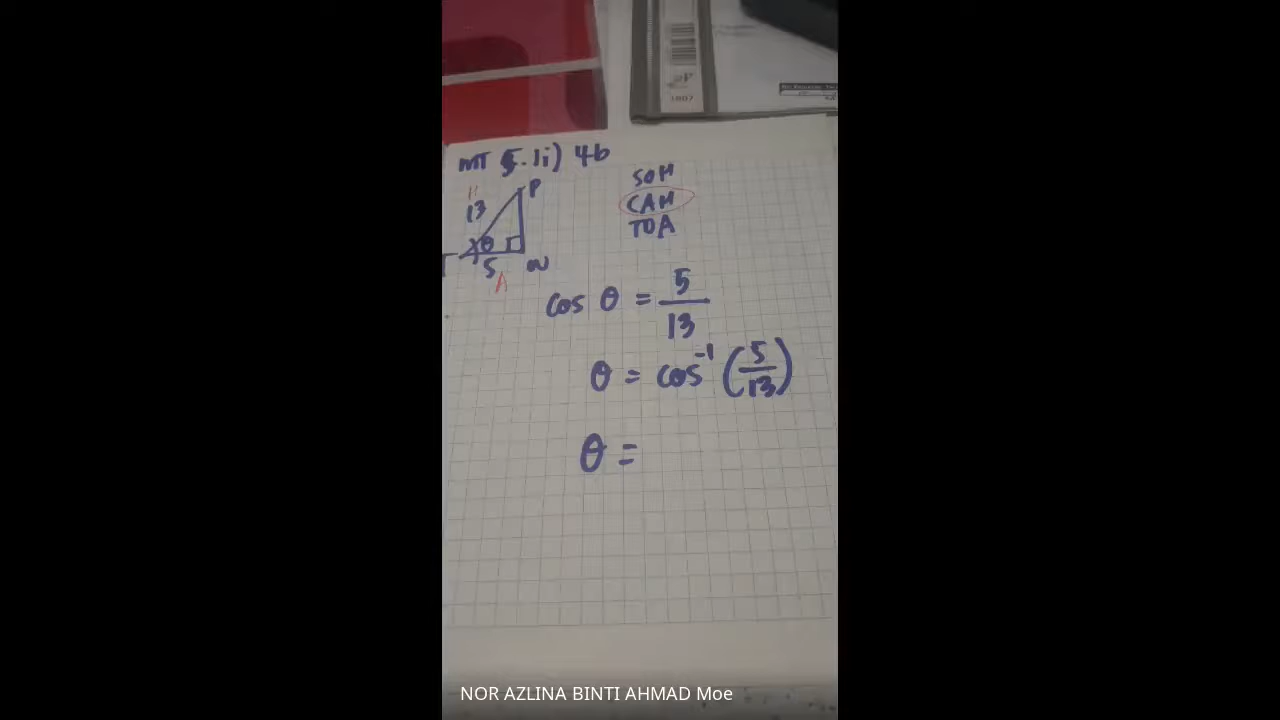 1807
MT (5.1i) 4b
H
P
13
θ
5
N
A
SOH
CAH
TOA
cos θ = 5/13
θ = cos⁻¹ (5/13)
θ =
NOR AZLINA BINTI AHMAD Moe